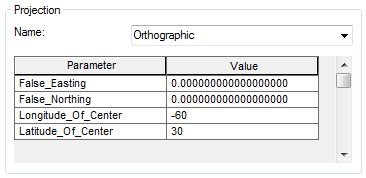 Projection
Name: Orthographic
Parameter Value
False_Easting 0.000000000000000000
False_Northing 0.000000000000000000
Longitude_Of_Center -60
Latitude_Of_Center 30